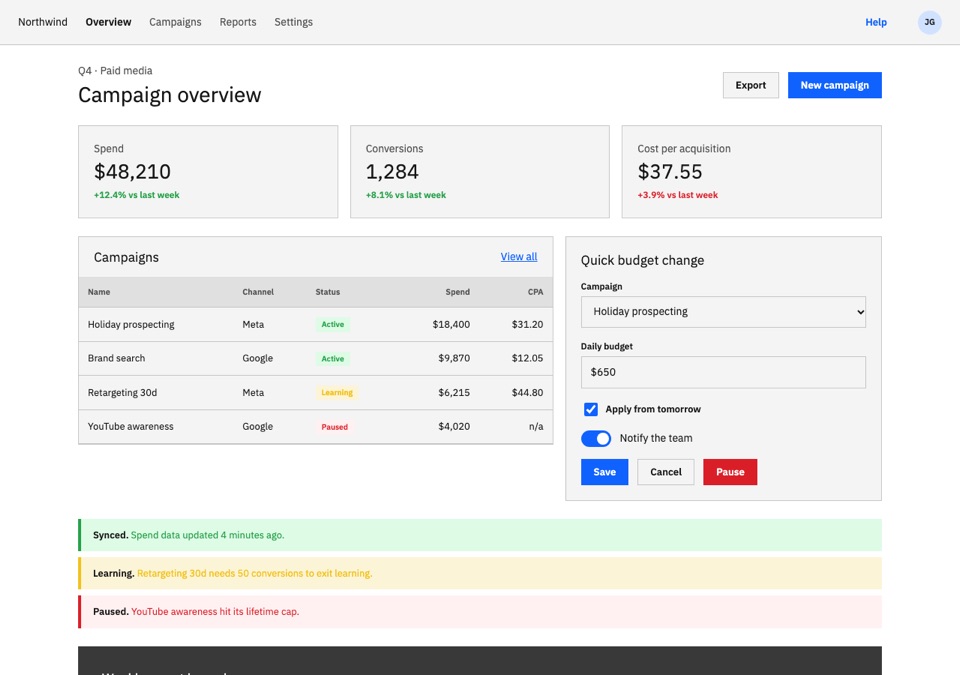 Northwind Overview Campaigns Reports Settings Help JG
Q4 · Paid media
Campaign overview
Export New campaign
Spend
$48,210
+12.4% vs last week
Conversions
1,284
+8.1% vs last week
Cost per acquisition
$37.55
+3.9% vs last week
Campaigns View all
Name Channel Status Spend CPA
Holiday prospecting Meta Active $18,400 $31.20
Brand search Google Active $9,870 $12.05
Retargeting 30d Meta Learning $6,215 $44.80
YouTube awareness Google Paused $4,020 n/a
Quick budget change
Campaign
Holiday prospecting
Daily budget
$650
Apply from tomorrow
Notify the team
Save Cancel Pause
Synced. Spend data updated 4 minutes ago.
Learning. Retargeting 30d needs 50 conversions to exit learning.
Paused. YouTube awareness hit its lifetime cap.